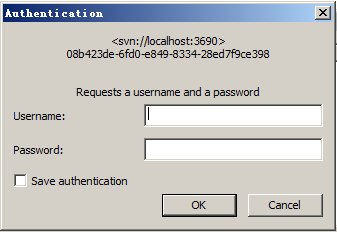 Authentication
<svn://localhost:3690>
08b423de-6fd0-e849-8334-28ed7f9ce398
Requests a username and a password
Username:
Password:
Save authentication
OK Cancel